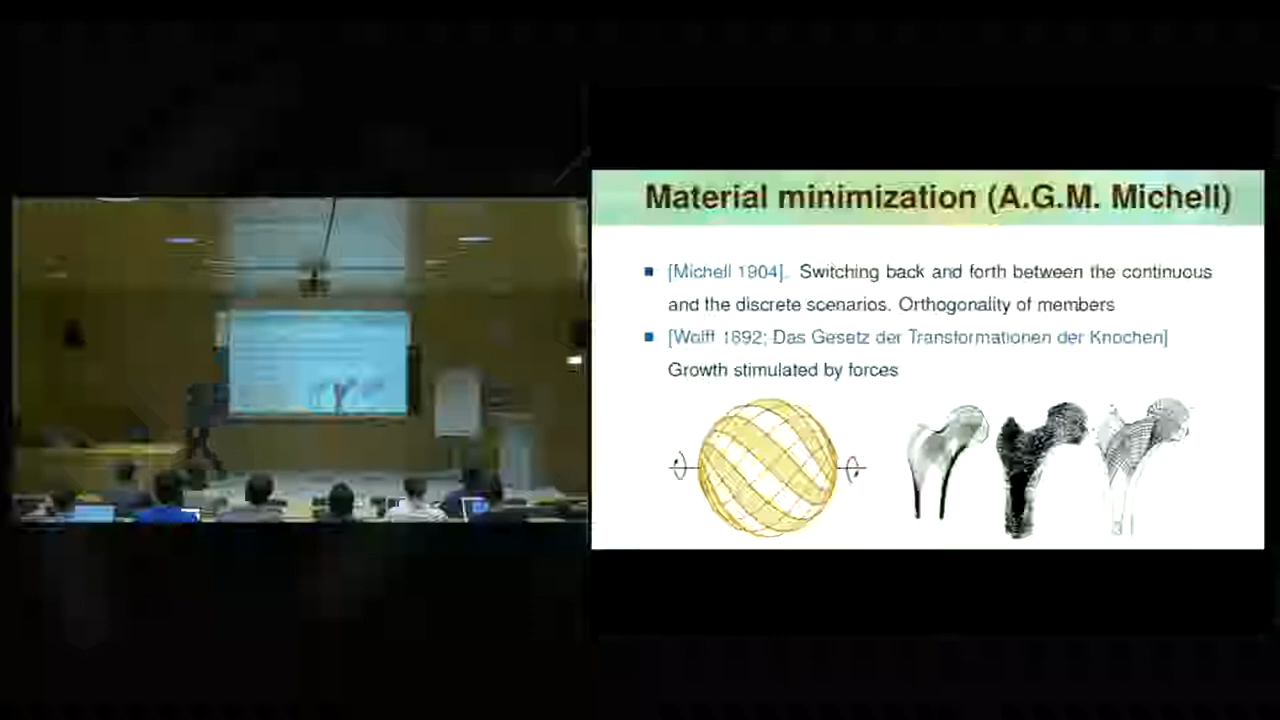 Material minimization (A.G.M. Michell)
[Michell 1904]. Switching back and forth between the continuous
and the discrete scenarios. Orthogonality of members
[Wolff 1892; Das Gesetz der Transformationen der Knochen]
Growth stimulated by forces